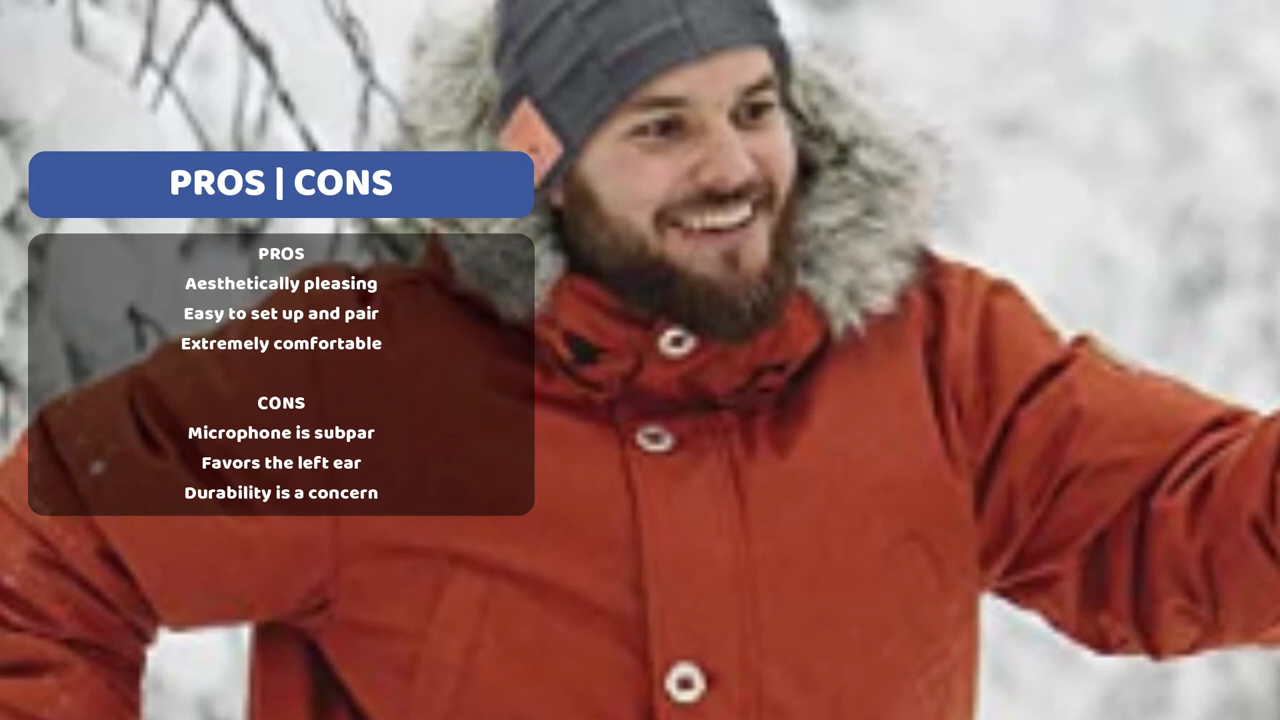 PROS | CONS
PROS
Aesthetically pleasing
Easy to set up and pair
Extremely comfortable
CONS
Microphone is subpar
Favors the left ear
Durability is a concern